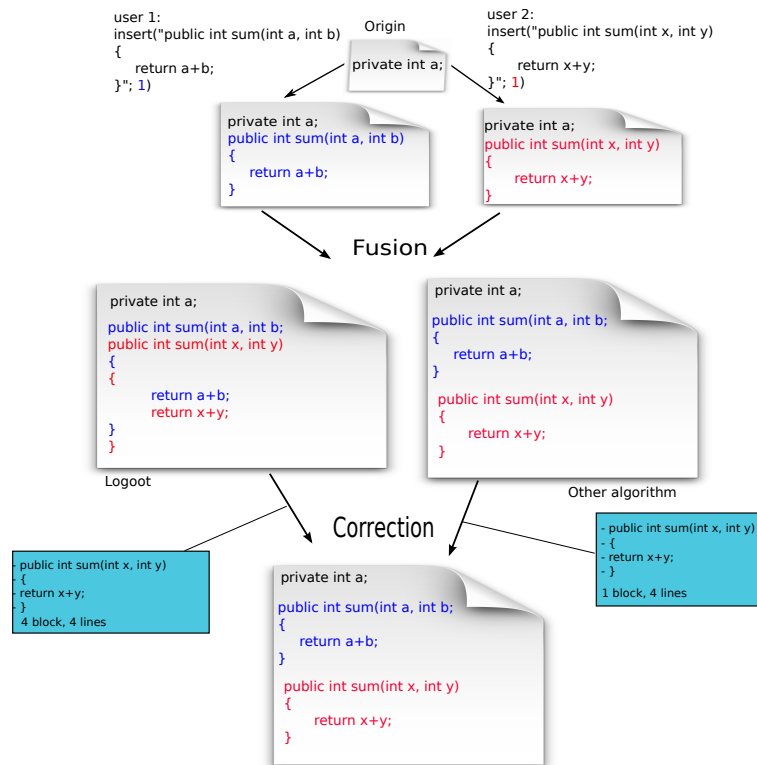 user 1:
insert("public int sum(int a, int b)
{
return a+b;
}"; 1)
Origin
private int a;
user 2:
insert("public int sum(int x, int y)
{
return x+y;
}"; 1)
private int a;
public int sum(int a, int b)
{
return a+b;
}
private int a;
public int sum(int x, int y)
{
return x+y;
}
Fusion
private int a;
public int sum(int a, int b;
public int sum(int x, int y)
{
{
return a+b;
return x+y;
}
}
Logoot
private int a;
public int sum(int a, int b;
{
return a+b;
}
public int sum(int x, int y)
{
return x+y;
}
Other algorithm
Correction
- public int sum(int x, int y)
- {
- return x+y;
- }
4 block, 4 lines
- public int sum(int x, int y)
- {
- return x+y;
- }
1 block, 4 lines
private int a;
public int sum(int a, int b;
{
return a+b;
}
public int sum(int x, int y)
{
return x+y;
}